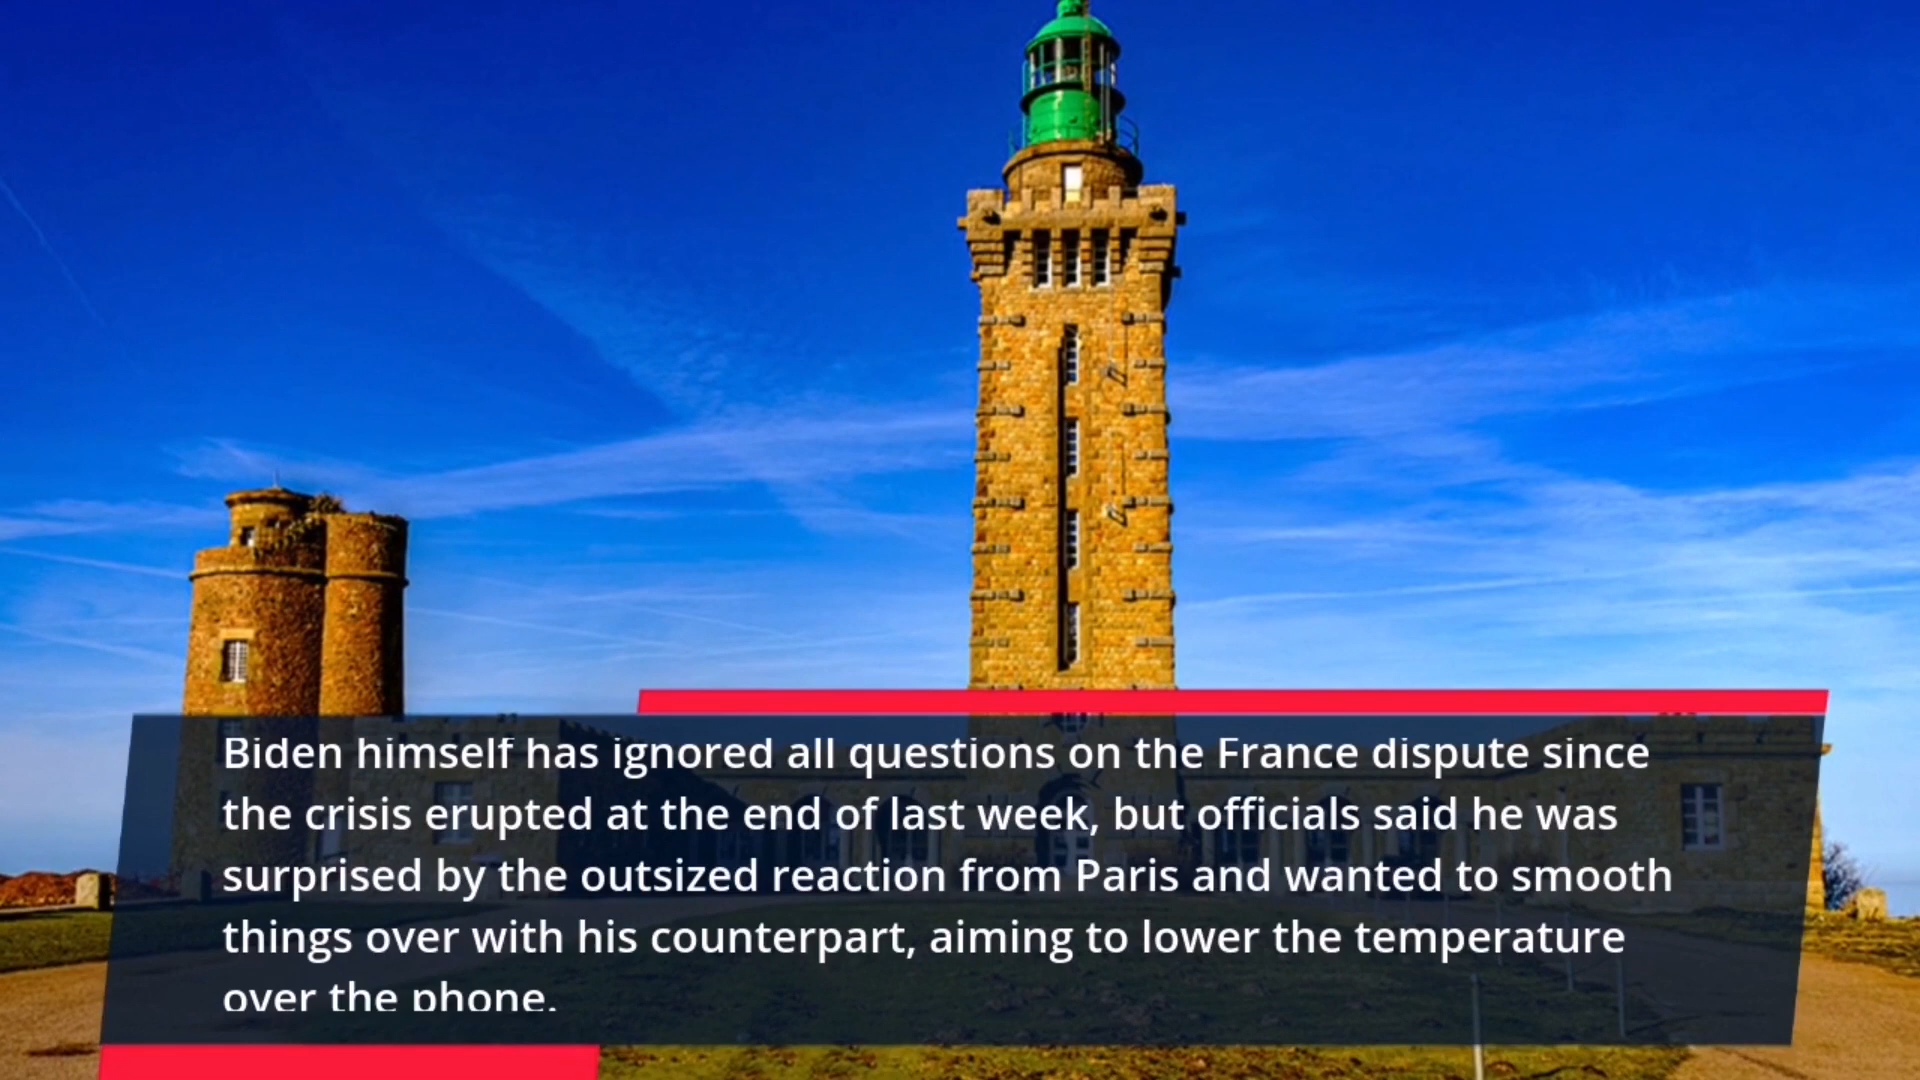 Biden himself has ignored all questions on the France dispute since
the crisis erupted at the end of last week, but officials said he was
surprised by the outsized reaction from Paris and wanted to smooth
things over with his counterpart, aiming to lower the temperature
over the phone.